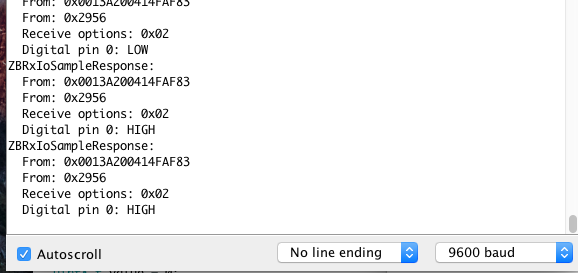 From: 0x0013A200414FAF83
From: 0x2956
Receive options: 0x02
Digital pin 0: LOW
ZBRxIoSampleResponse:
From: 0x0013A200414FAF83
From: 0x2956
Receive options: 0x02
Digital pin 0: HIGH
ZBRxIoSampleResponse:
From: 0x0013A200414FAF83
From: 0x2956
Receive options: 0x02
Digital pin 0: HIGH
Autoscroll
No line ending
9600 baud